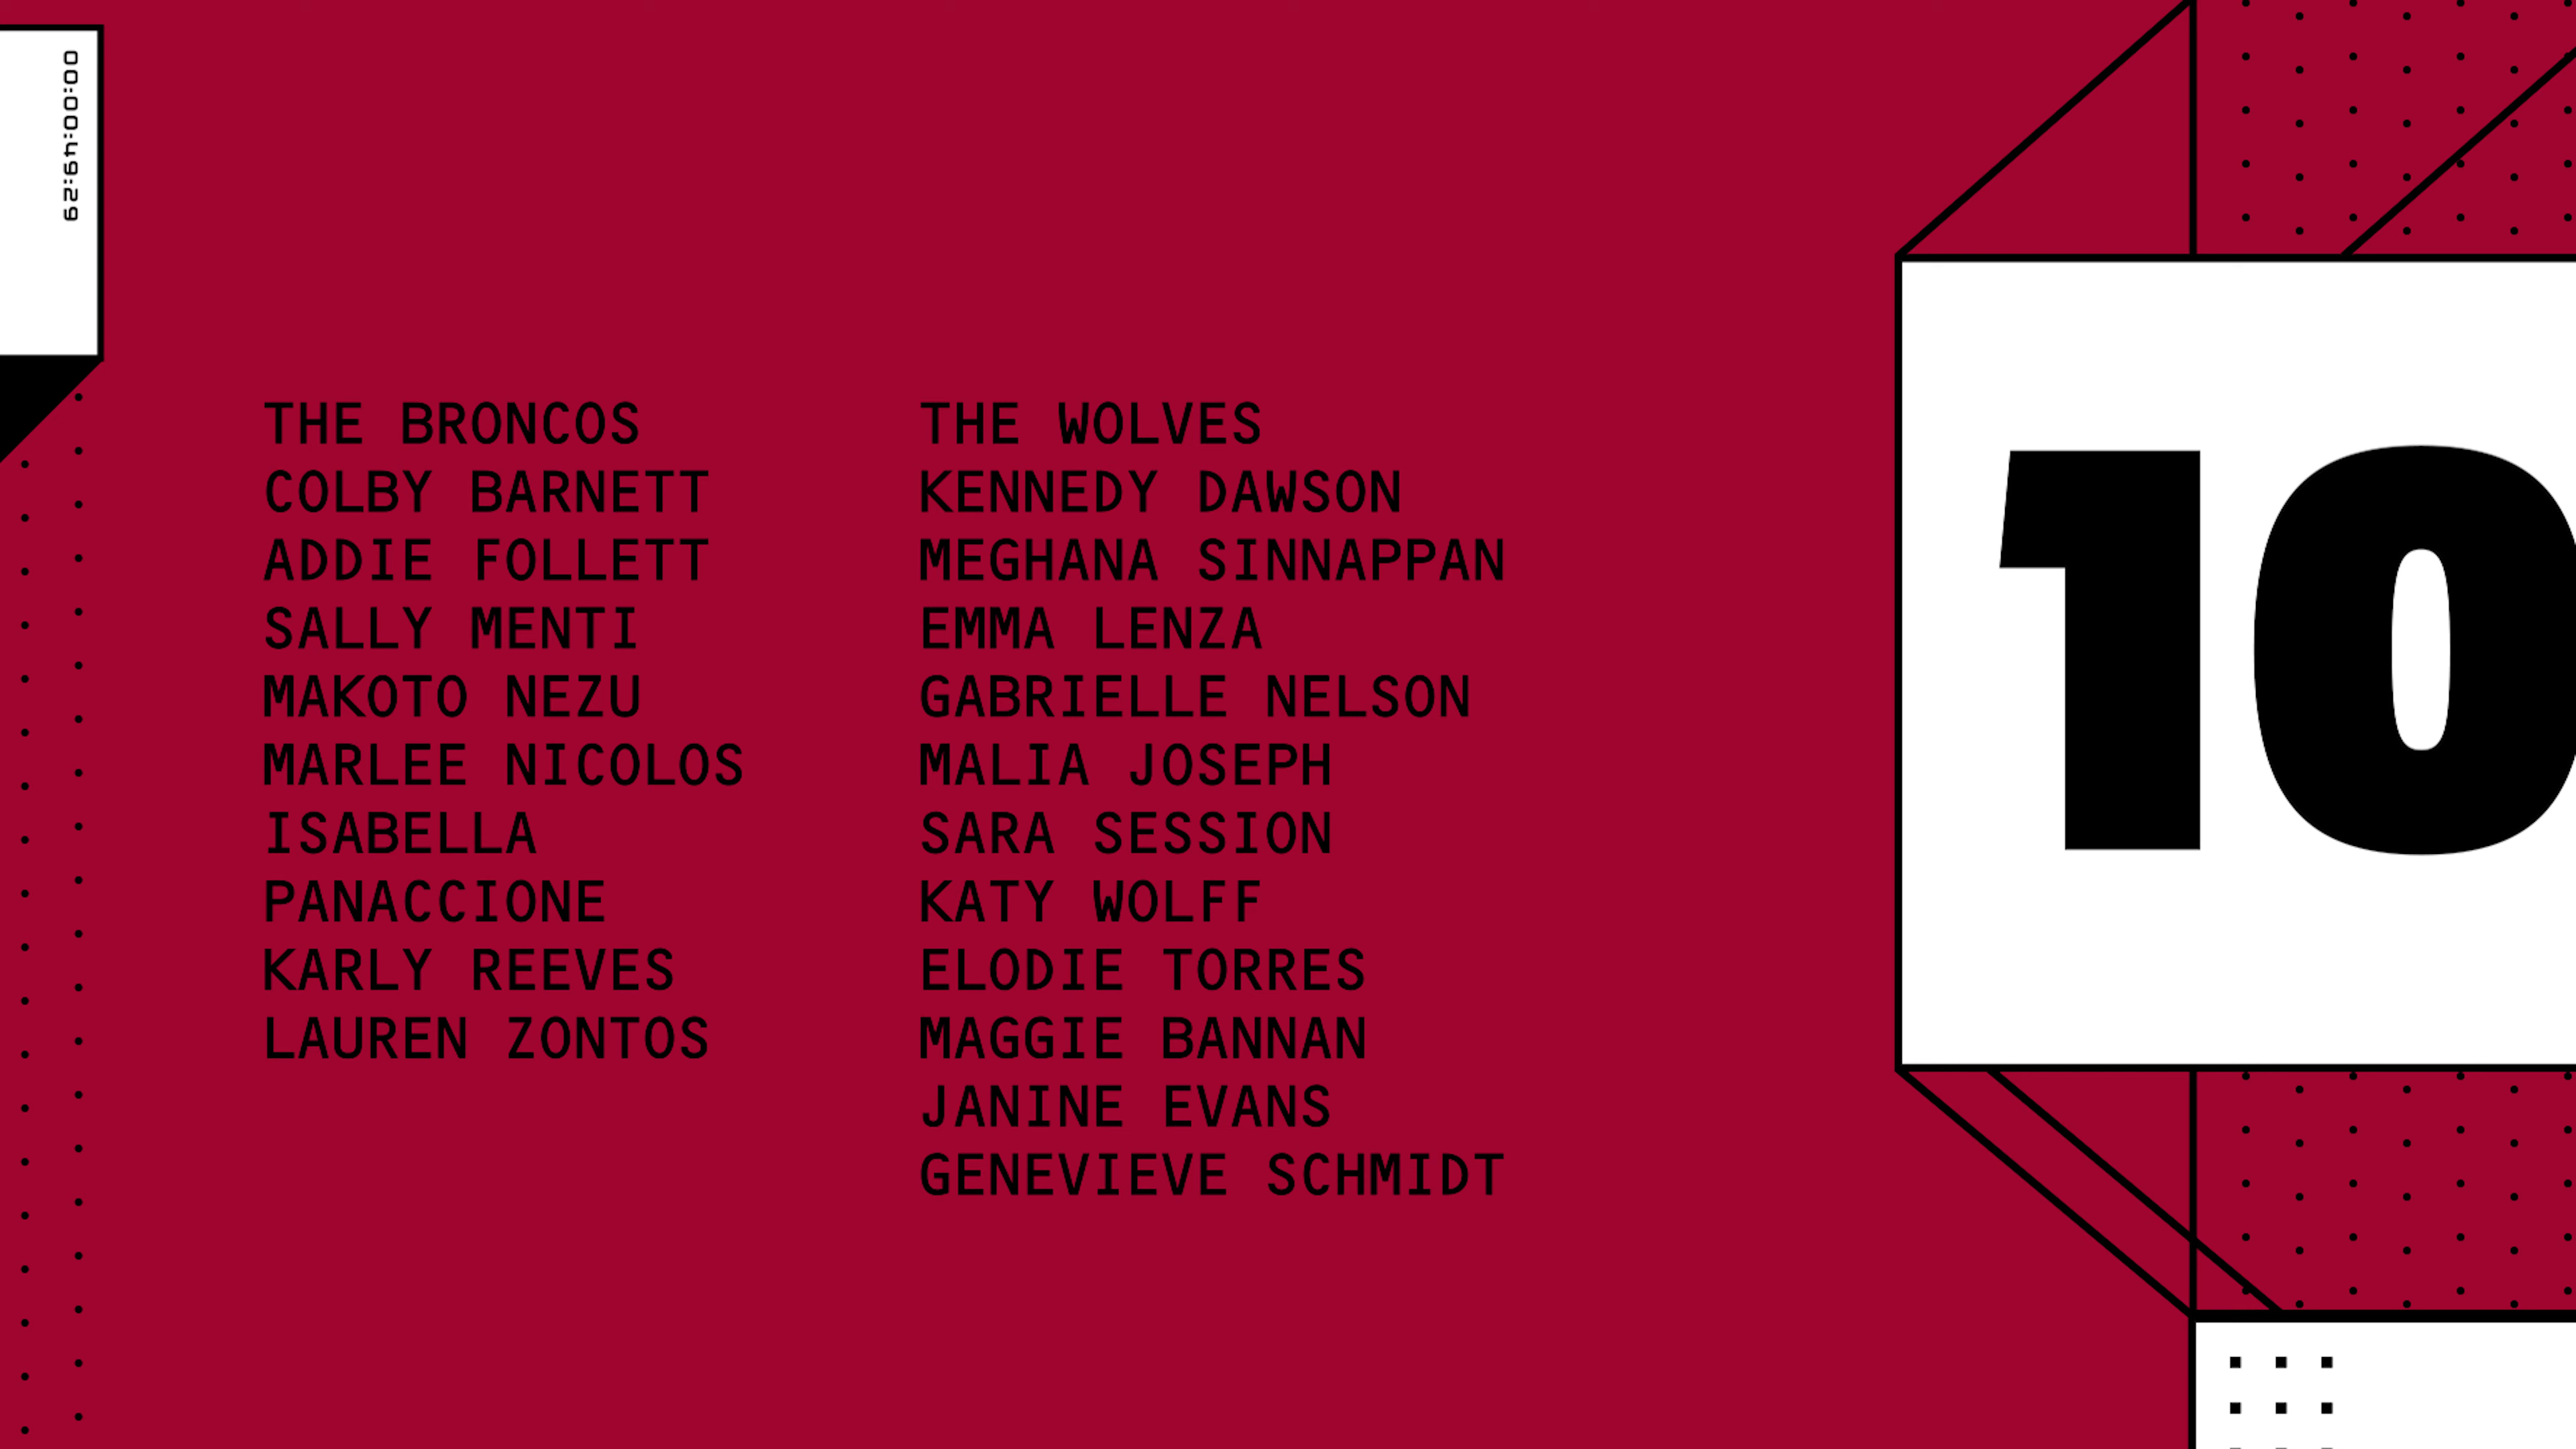 00:00:49:29
THE BRONCOS
COLBY BARNETT
ADDIE FOLLETT
SALLY MENTI
MAKOTO NEZU
MARLEE NICOLOS
ISABELLA
PANACCIONE
KARLY REEVES
LAUREN ZONTOS
THE WOLVES
KENNEDY DAWSON
MEGHANA SINNAPPAN
EMMA LENZA
GABRIELLE NELSON
MALIA JOSEPH
SARA SESSION
KATY WOLFF
ELODIE TORRES
MAGGIE BANNAN
JANINE EVANS
GENEVIEVE SCHMIDT
10